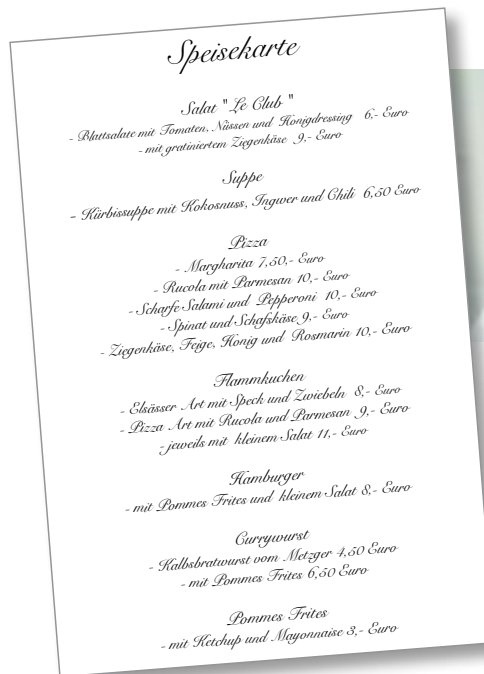 Speisekarte
Salat "Le Club"
- Blattsalate mit Tomaten, Nüssen und Honigdressing 6,- Euro
- mit gratiniertem Ziegenkäse 9,- Euro
Suppe
- Kürbissuppe mit Kokosnuss, Ingwer und Chili 6,50 Euro
Pizza
- Margharita 7,50,- Euro
- Rucola mit Parmesan 10,- Euro
- Scharfe Salami und Pepperoni 10,- Euro
- Spinat und Schafskäse 9,- Euro
- Ziegenkäse, Feige, Honig und Rosmarin 10,- Euro
Flammkuchen
- Elsässer Art mit Speck und Zwiebeln 8,- Euro
- Pizza Art mit Rucola und Parmesan 9,- Euro
- jeweils mit kleinem Salat 11,- Euro
Hamburger
- mit Pommes Frites und kleinem Salat 8,- Euro
Currywurst
- Kalbsbratwurst vom Metzger 4,50 Euro
- mit Pommes Frites 6,50 Euro
Pommes Frites
- mit Ketchup und Mayonnaise 3,- Euro